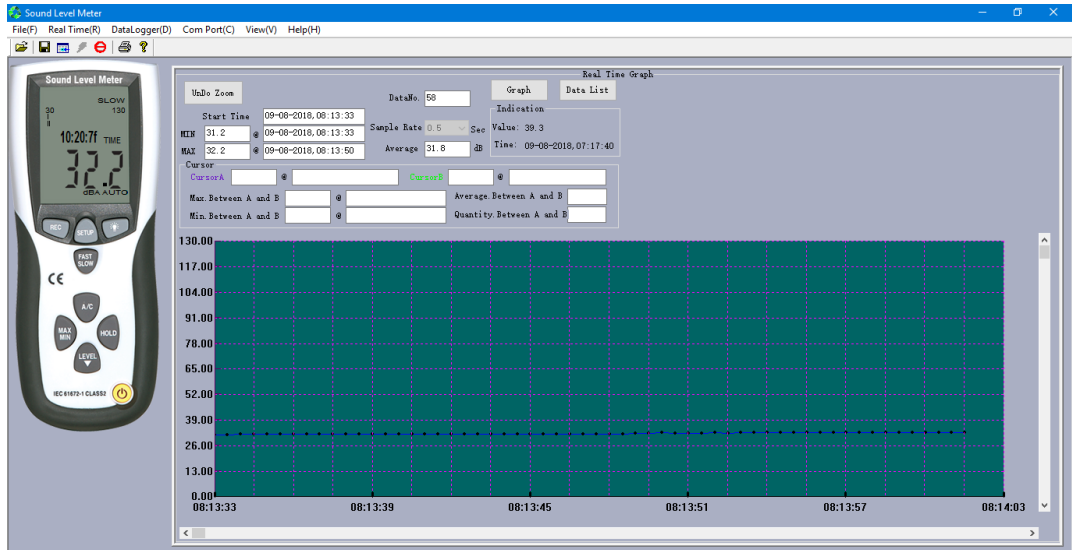 Sound Level Meter
File(F) Real Time(R) DataLogger(D) Com Port(C) View(V) Help(H)
Sound Level Meter
SLOW
30 130
10:20:7f TIME
32.2
dBA AUTO
REC SETUP
FAST
SLOW
CE
A/C
MAX
MIN
HOLD
LEVEL
IEC 61672-1 CLASS2
Real Time Graph
UnDo Zoom
DataNo. 58
Graph
Data List
Start Time 09-08-2018,08:13:33
MIN 31.2 @ 09-08-2018,08:13:33
MAX 32.2 @ 09-08-2018,08:13:50
Sample Rate 0.5 Sec
Average 31.8 dB
Indication
Value: 39.3
Time: 09-08-2018,07:17:40
Cursor
CursorA @ CursorB @
Max.Between A and B @ Average.Between A and B
Min.Between A and B @ Quantity.Between A and B
130.00
117.00
104.00
91.00
78.00
65.00
52.00
39.00
26.00
13.00
0.00
08:13:33 08:13:39 08:13:45 08:13:51 08:13:57 08:14:03